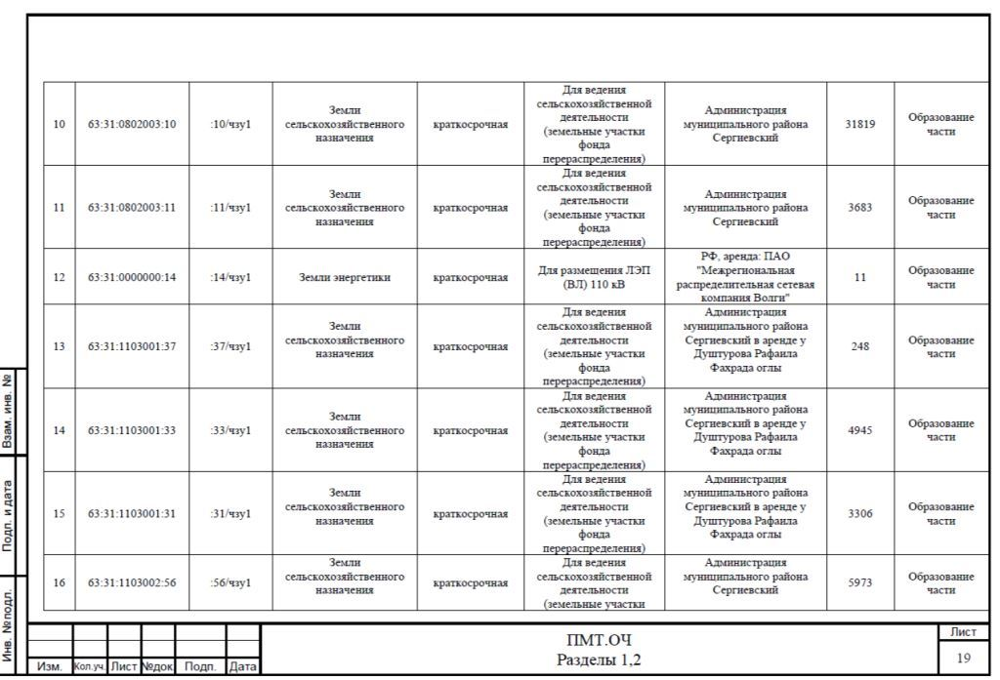 10 63:31:0802003:10 :10/чзу1 Земли сельскохозяйственного назначения краткосрочная Для ведения сельскохозяйственной деятельности (земельные участки фонда перераспределения) Администрация муниципального района Сергиевский 31819 Образование части
11 63:31:0802003:11 :11/чзу1 Земли сельскохозяйственного назначения краткосрочная Для ведения сельскохозяйственной деятельности (земельные участки фонда перераспределения) Администрация муниципального района Сергиевский 3683 Образование части
12 63:31:0000000:14 :14/чзу1 Земли энергетики краткосрочная Для размещения ЛЭП (ВЛ) 110 кВ РФ, аренда: ПАО "Межрегиональная распределительная сетевая компания Волги" 11 Образование части
13 63:31:1103001:37 :37/чзу1 Земли сельскохозяйственного назначения краткосрочная Для ведения сельскохозяйственной деятельности (земельные участки фонда перераспределения) Администрация муниципального района Сергиевский в аренде у Душтурова Рафаила Фахрада оглы 248 Образование части
14 63:31:1103001:33 :33/чзу1 Земли сельскохозяйственного назначения краткосрочная Для ведения сельскохозяйственной деятельности (земельные участки фонда перераспределения) Администрация муниципального района Сергиевский в аренде у Душтурова Рафаила Фахрада оглы 4945 Образование части
15 63:31:1103001:31 :31/чзу1 Земли сельскохозяйственного назначения краткосрочная Для ведения сельскохозяйственной деятельности (земельные участки фонда перераспределения) Администрация муниципального района Сергиевский в аренде у Душтурова Рафаила Фахрада оглы 3306 Образование части
16 63:31:1103002:56 :56/чзу1 Земли сельскохозяйственного назначения краткосрочная Для ведения сельскохозяйственной деятельности (земельные участки Администрация муниципального района Сергиевский 5973 Образование части
Взам. инв. №
Подп. и дата
Инв. №подл.
Изм. Кол.уч. Лист №док Подп. Дата
ПМТ.ОЧ
Разделы 1,2
Лист
19